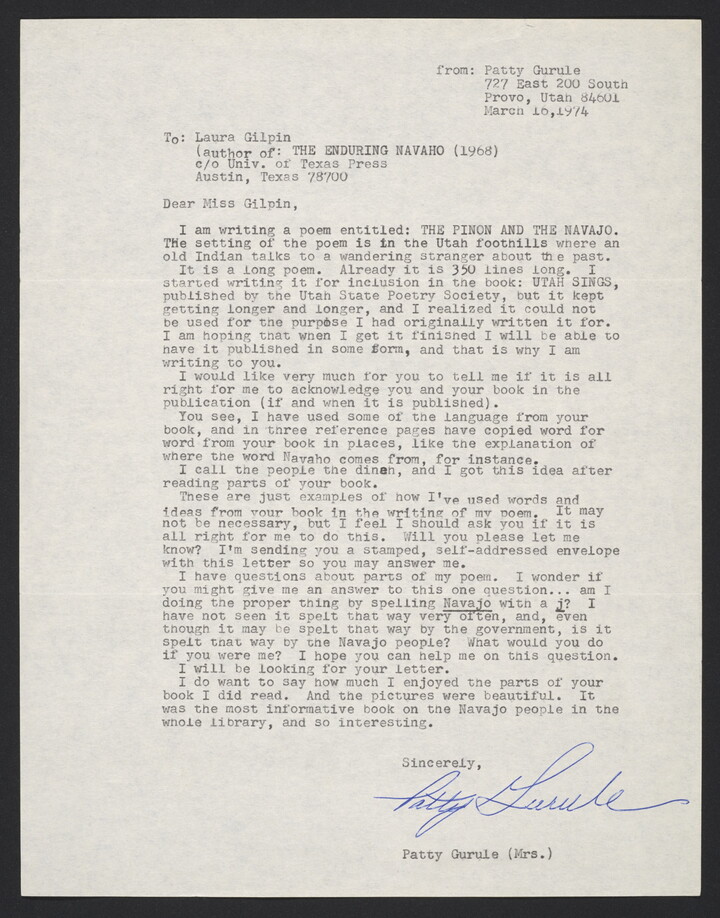 from: Patty Gurule
727 East 200 South
Provo, Utah 84601
March 16,1974
To: Laura Gilpin
(author of: THE ENDURING NAVAHO (1968)
c/o Univ. of Texas Press
Austin, Texas 78700
Dear Miss Gilpin,
I am writing a poem entitled: THE PINON AND THE NAVAJO.
THe setting of the poem is in the Utah foothills where an
old Indian talks to a wandering stranger about the past.
It is a long poem. Already it is 350 lines long. I
started writing it for inclusion in the book: UTAH SINGS,
published by the Utah State Poetry Society, but it kept
getting longer and longer, and I realized it could not
be used for the purpose I had originally written it for.
I am hoping that when I get it finished I will be able to
have it published in some form, and that is why I am
writing to you.
I would like very much for you to tell me if it is all
right for me to acknowledge you and your book in the
publication (if and when it is published).
You see, I have used some of the language from your
book, and in three reference pages have copied word for
word from your book in places, like the explanation of
where the word Navaho comes from, for instance.
I call the people the dineh, and I got this idea after
reading parts of your book.
These are just examples of how I've used words and
ideas from your book in the writing of my poem. It may
not be necessary, but I feel I should ask you if it is
all right for me to do this. Will you please let me
know? I'm sending you a stamped, self-addressed envelope
with this letter so you may answer me.
I have questions about parts of my poem. I wonder if
you might give me an answer to this one question... am I
doing the proper thing by spelling Navajo with a j? I
have not seen it spelt that way very often, and, even
though it may be spelt that way by the government, is it
spelt that way by the Navajo people? What would you do
if you were me? I hope you can help me on this question.
I will be looking for your letter.
I do want to say how much I enjoyed the parts of your
book I did read. And the pictures were beautiful. It
was the most informative book on the Navajo people in the
whole library, and so interesting.
Sincerely,
Patty Gurule
Patty Gurule (Mrs.)